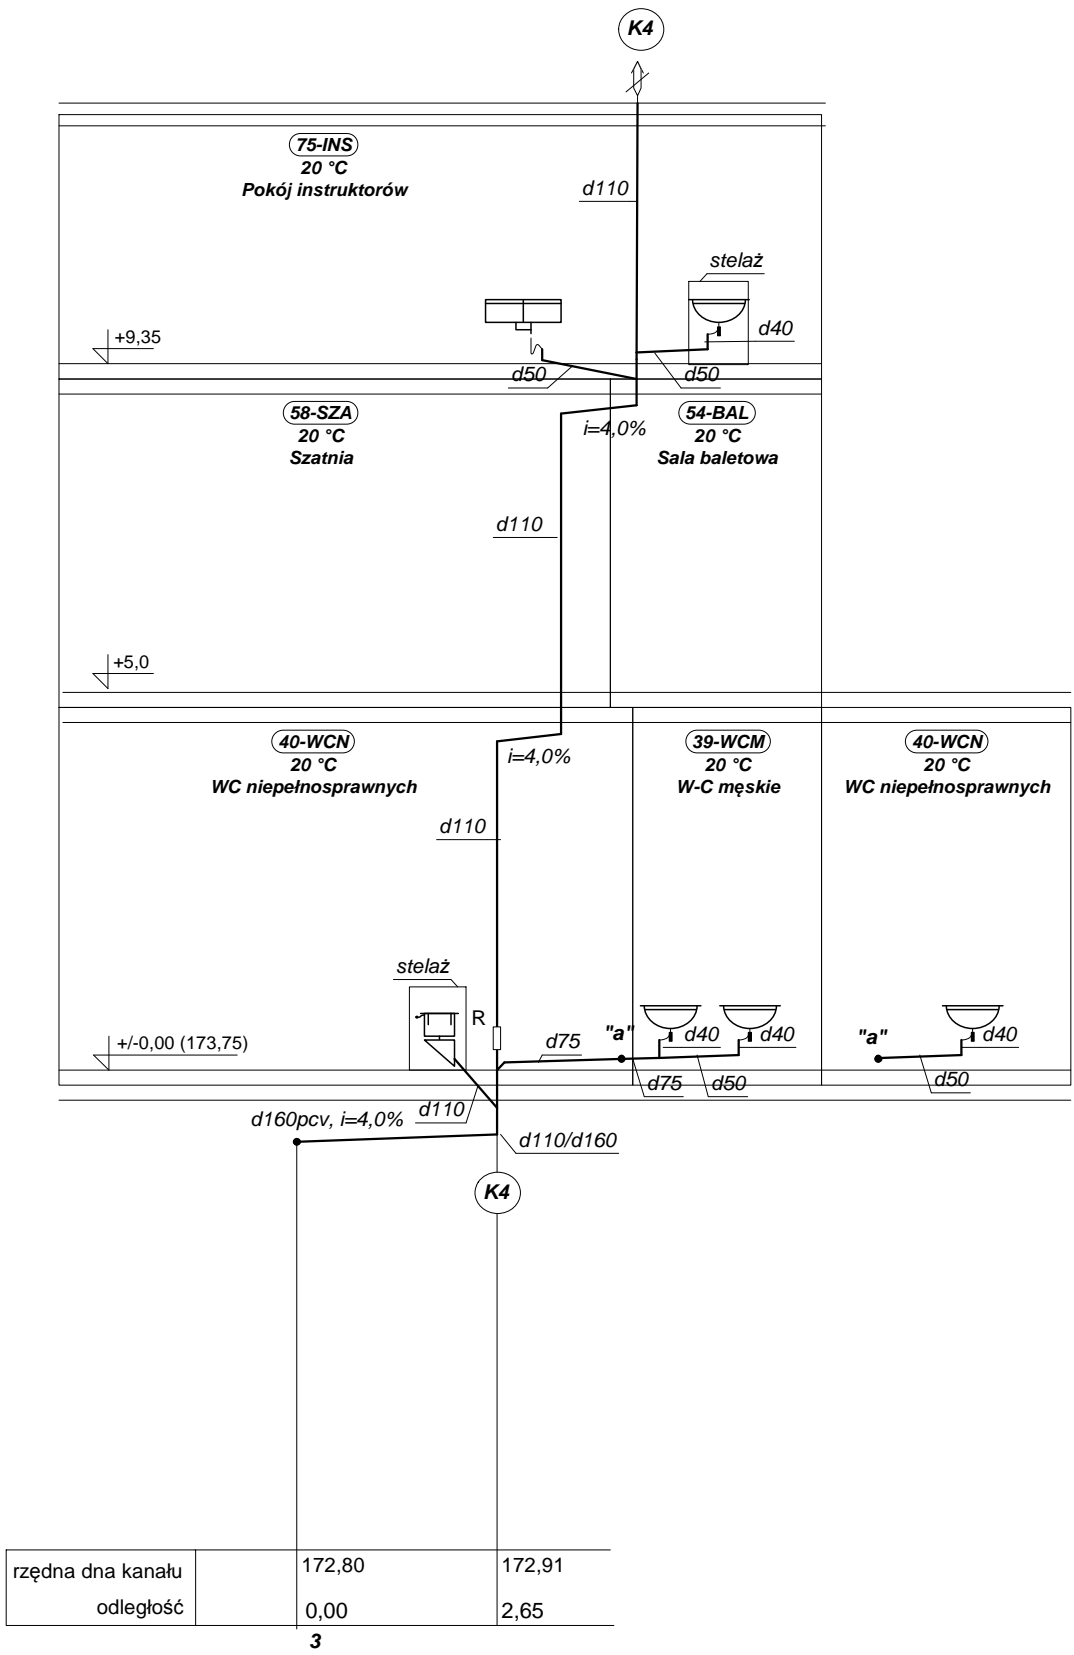 K4
75-INS
20 °C
Pokój instruktorów
d110
stelaż
d40
+9,35
d50
d50
58-SZA
20 °C
Szatnia
i=4,0%
54-BAL
20 °C
Sala baletowa
d110
+5,0
40-WCN
20 °C
WC niepełnosprawnych
i=4,0%
39-WCM
20 °C
W-C męskie
40-WCN
20 °C
WC niepełnosprawnych
d110
stelaż
R
+/-0,00 (173,75)
d75
"a"
d40
d40
"a"
d40
d75
d50
d50
d160pcv, i=4,0%
d110
d110/d160
K4
rzędna dna kanału
172,80
172,91
odległość
0,00
2,65
3